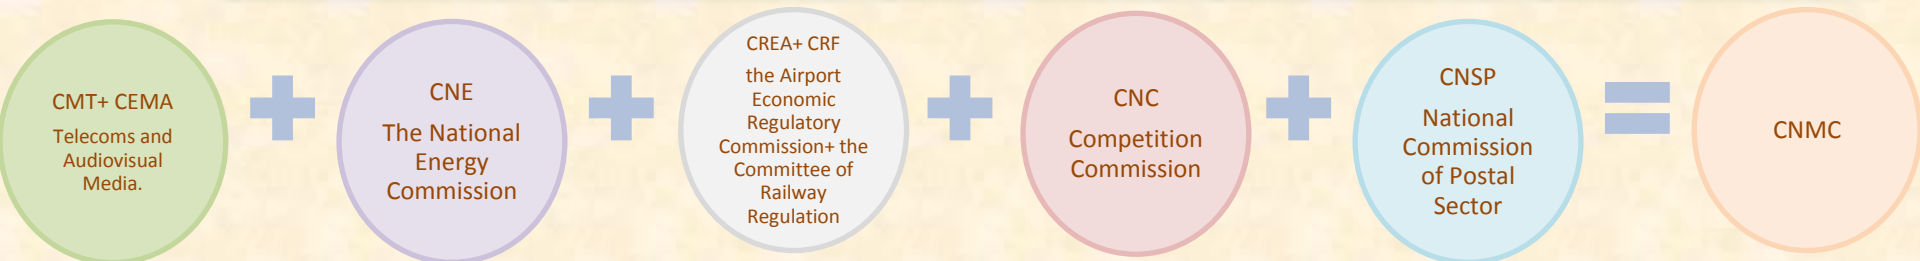 CMT+ CEMA
Telecoms and
Audiovisual
Media.
CNE
The National
Energy
Commission
CREA+ CRF
the Airport
Economic
Regulatory
Commission+ the
Committee of
Railway
Regulation
CNC
Competition
Commission
CNSP
National
Commission
of Postal
Sector
CNMC